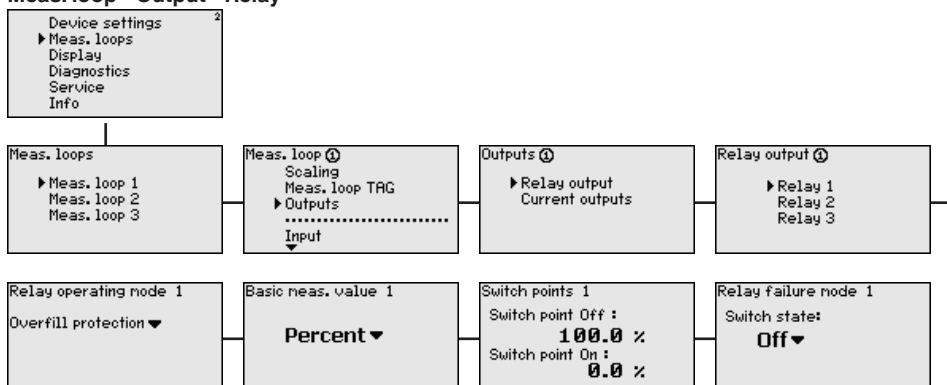 Meas. loop - Output - Relay
Device settings
2
Meas. loops
Display
Diagnostics
Service
Info
Meas. loops
Meas. loop 1
Meas. loop 2
Meas. loop 3
Meas. loop ①
Scaling
Meas. loop TAG
Outputs
Input
Outputs ①
Relay output
Current outputs
Relay output ①
Relay 1
Relay 2
Relay 3
Relay operating mode 1
Overfill protection
Basic meas. value 1
Percent
Switch points 1
Switch point Off :
100.0 %
Switch point On :
0.0 %
Relay failure mode 1
Switch state:
Off